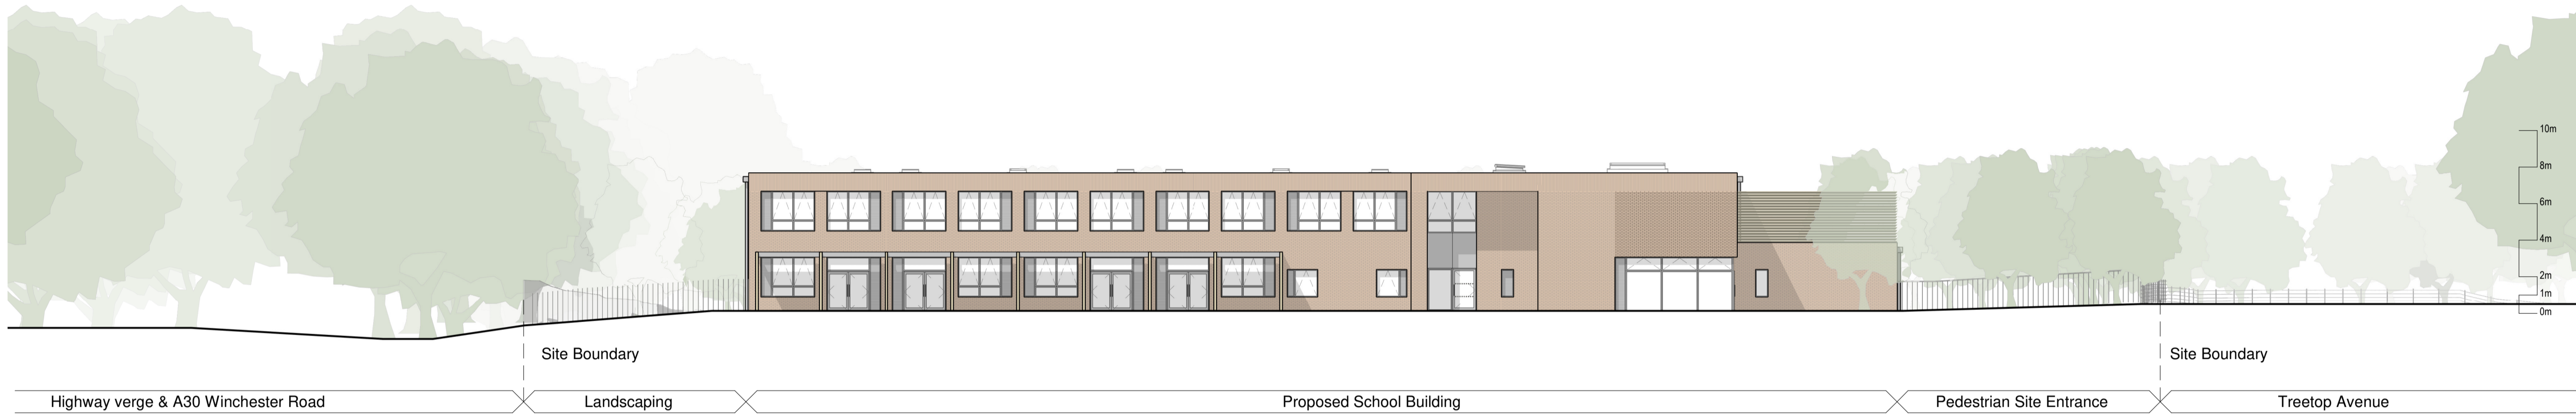 10m
8m
6m
4m
2m
1m
0m
Site Boundary
Site Boundary
Highway verge & A30 Winchester Road
Landscaping
Proposed School Building
Pedestrian Site Entrance
Treetop Avenue